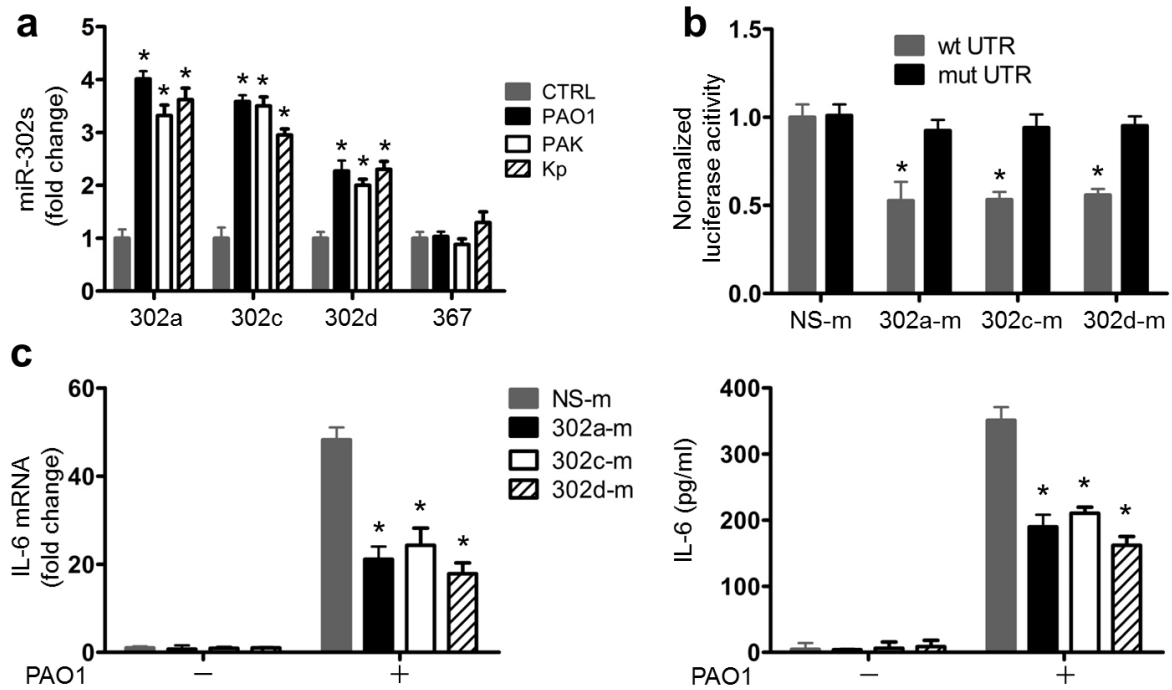 a
miR-302s
(fold change)
5
4
3
2
1
0
* * *
* * *
* * *
302a 302c 302d 367
CTRL
PAO1
PAK
Kp
b
Normalized
luciferase acitivity
1.5
1.0
0.5
0.0
* * *
NS-m 302a-m 302c-m 302d-m
wt UTR
mut UTR
c
IL-6 mRNA
(fold change)
60
40
20
0
* * *
PAO1 − +
NS-m
302a-m
302c-m
302d-m
IL-6 (pg/ml)
400
300
200
100
0
* * *
PAO1 − +